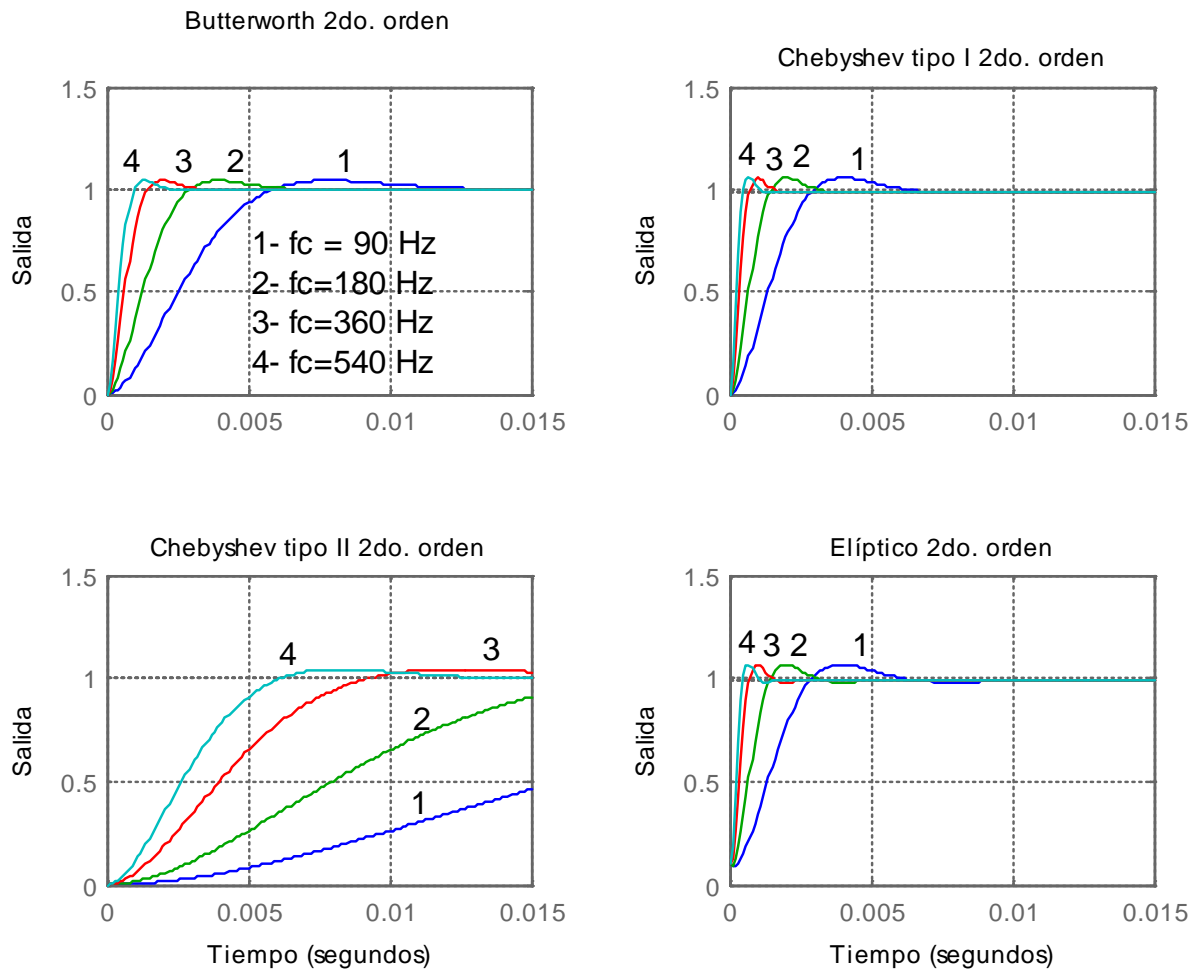 Butterworth 2do. orden
1.5
1
0.5
0
Salida
4 3 2 1
1- fc = 90 Hz
2- fc=180 Hz
3- fc=360 Hz
4- fc=540 Hz
0 0.005 0.01 0.015
Chebyshev tipo I 2do. orden
1.5
1
0.5
0
Salida
4 3 2 1
0 0.005 0.01 0.015
Chebyshev tipo II 2do. orden
1.5
1
0.5
0
Salida
4 3
2
1
0 0.005 0.01 0.015
Tiempo (segundos)
Elíptico 2do. orden
1.5
1
0.5
0
Salida
4 3 2 1
0 0.005 0.01 0.015
Tiempo (segundos)